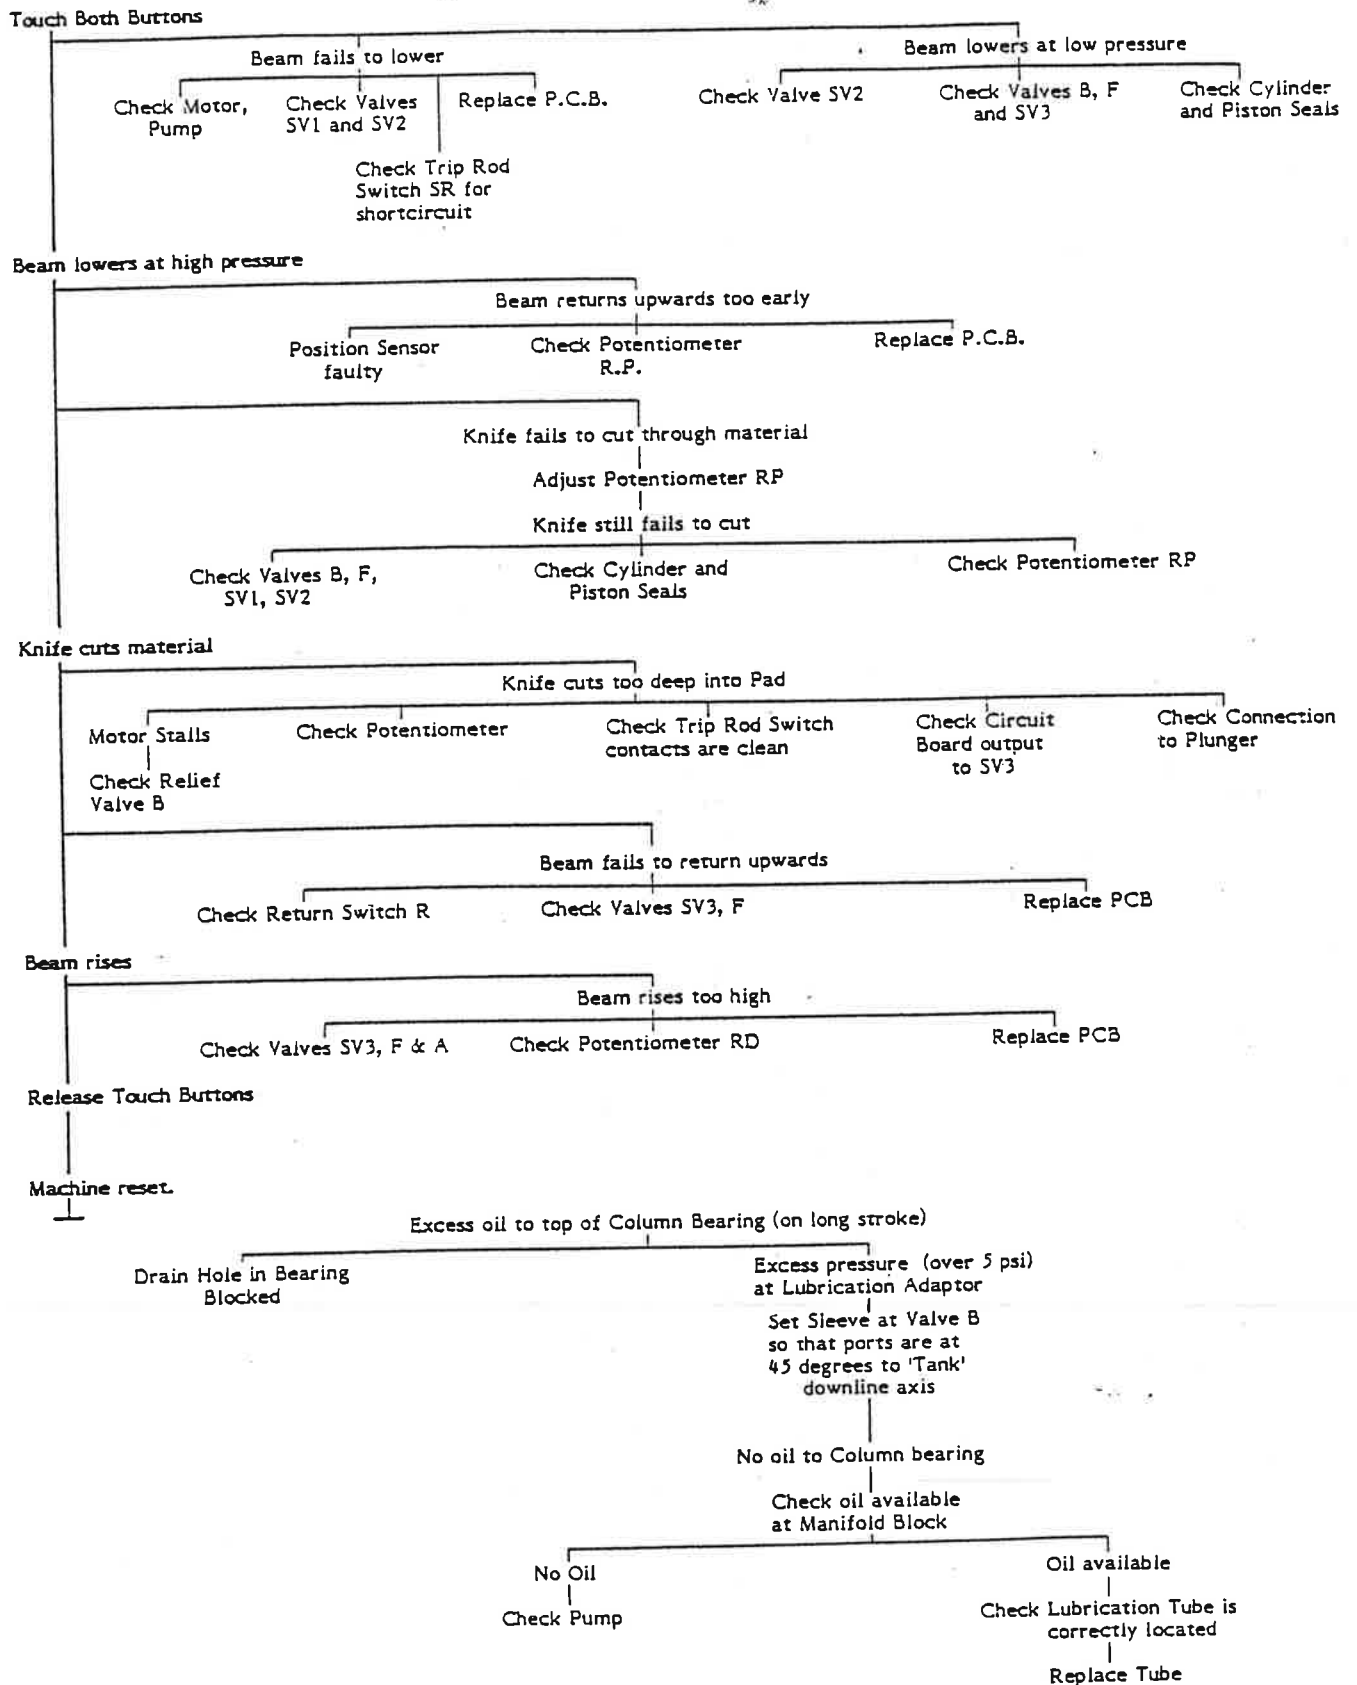 Touch Both Buttons
Beam fails to lower
Beam lowers at low pressure
Check Motor,
Pump
Check Valves
SV1 and SV2
Replace P.C.B.
Check Trip Rod
Switch SR for
shortcircuit
Check Valve SV2
Check Valves B, F
and SV3
Check Cylinder
and Piston Seals
Beam lowers at high pressure
Beam returns upwards too early
Position Sensor
faulty
Check Potentiometer
R.P.
Replace P.C.B.
Knife fails to cut through material
Adjust Potentiometer RP
Knife still fails to cut
Check Valves B, F,
SV1, SV2
Check Cylinder and
Piston Seals
Check Potentiometer RP
Knife cuts material
Knife cuts too deep into Pad
Motor Stalls
Check Relief
Valve B
Check Potentiometer
Check Trip Rod Switch
contacts are clean
Check Circuit
Board output
to SV3
Check Connection
to Plunger
Beam fails to return upwards
Check Return Switch R
Check Valves SV3, F
Replace PCB
Beam rises
Beam rises too high
Check Valves SV3, F & A
Check Potentiometer RD
Replace PCB
Release Touch Buttons
Machine reset.
Excess oil to top of Column Bearing (on long stroke)
Drain Hole in Bearing
Blocked
Excess pressure (over 5 psi)
at Lubrication Adaptor
Set Sleeve at Valve B
so that ports are at
45 degrees to 'Tank'
downline axis
No oil to Column bearing
Check oil available
at Manifold Block
No Oil
Check Pump
Oil available
Check Lubrication Tube is
correctly located
Replace Tube